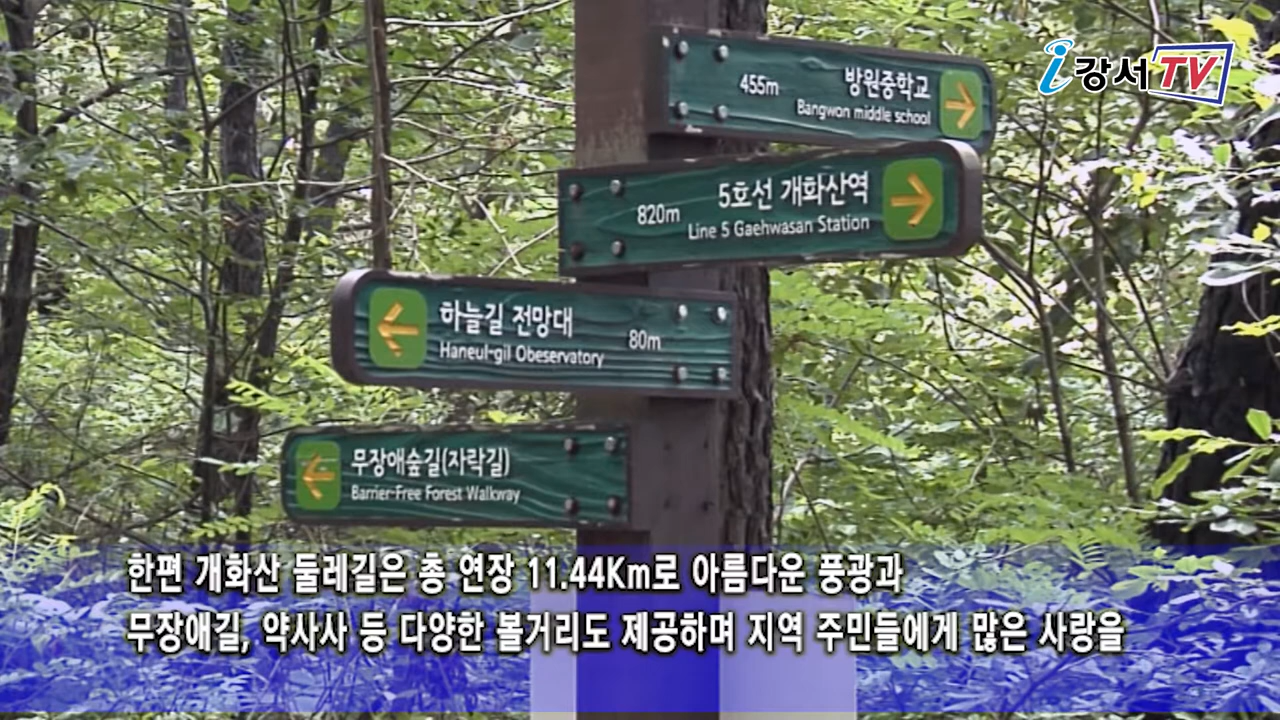 i강서TV
455m 방원중학교
Bangwon middle school
820m 5호선 개화산역
Line 5 Gaehwasan Station
하늘길 전망대 80m
Haneul-gil Obeservatory
무장애숲길(자락길)
Barrier-Free Forest Walkway
한편 개화산 둘레길은 총 연장 11.44Km로 아름다운 풍광과
무장애길, 약사사 등 다양한 볼거리도 제공하며 지역 주민들에게 많은 사랑을